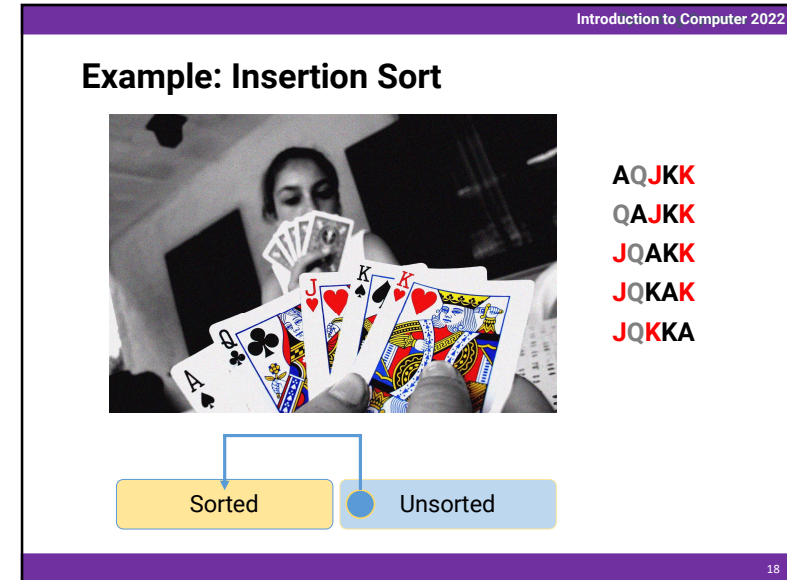 Introduction to Computer 2022
Example: Insertion Sort
A
Q
J
K
K
AQJKK
QAJKK
JQAKK
JQKAK
JQKKA
Sorted
Unsorted
18